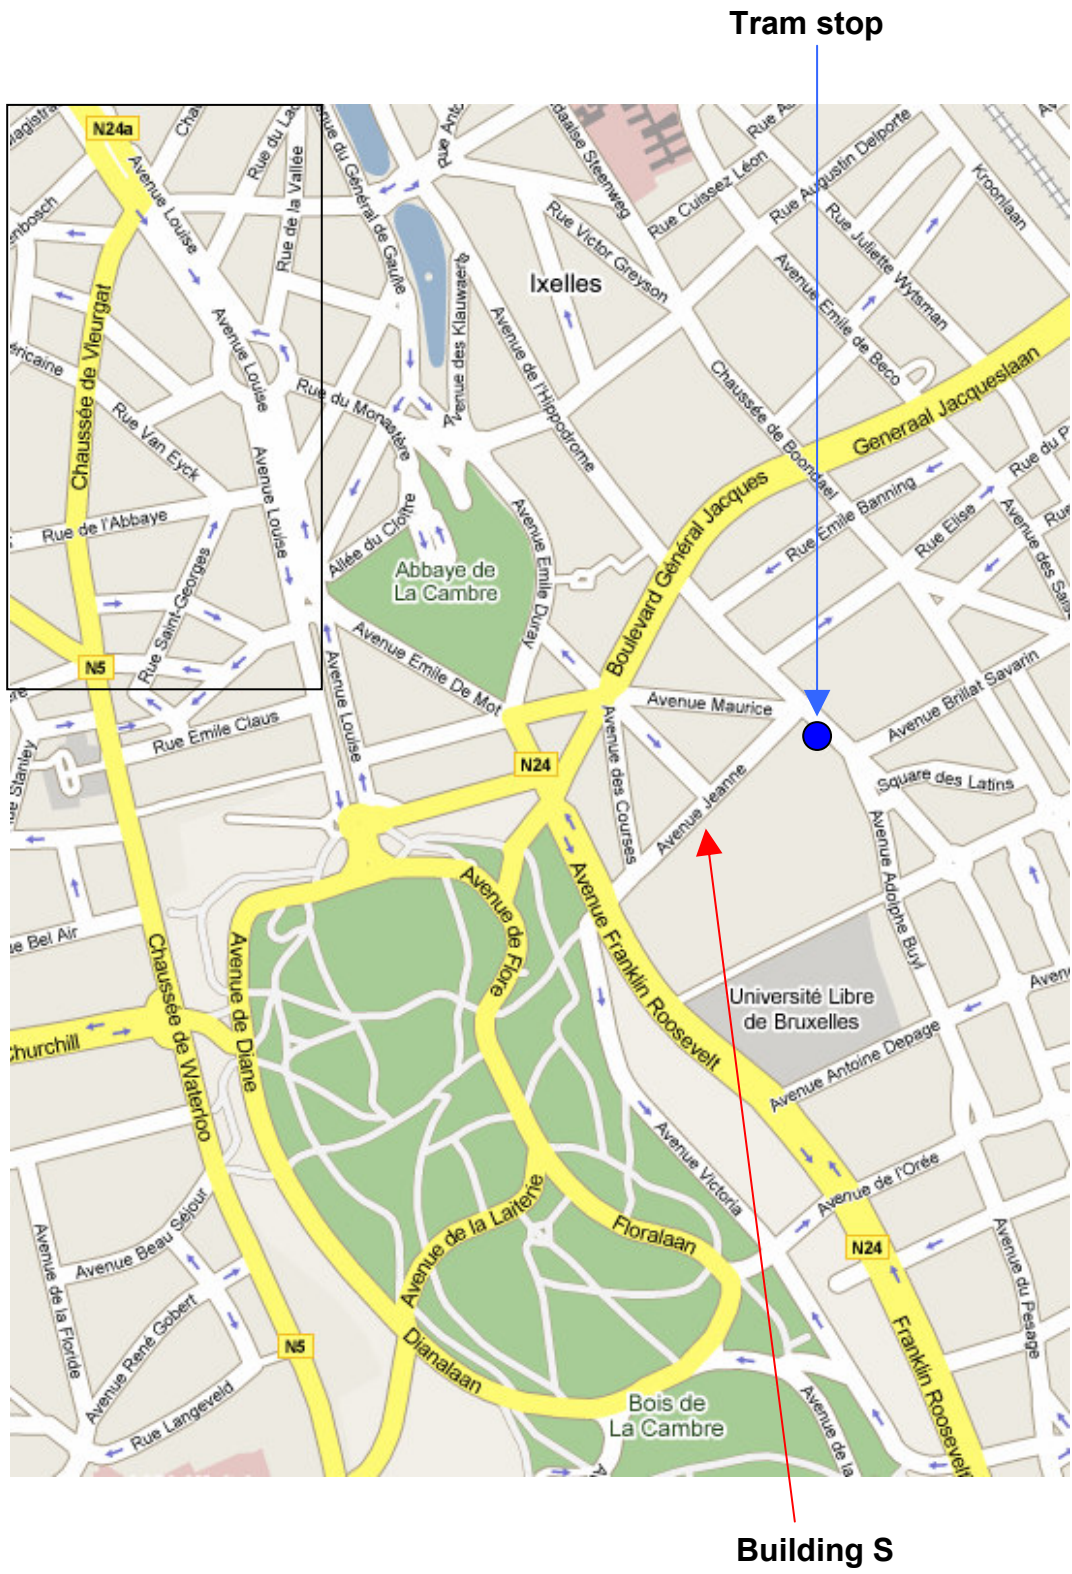 Tram stop
N24a
Avenue Louise
Rue de la Vallée
Avenue Louise
Avenue Louise
Avenue Louise
Chaussée de Vleurgat
Rue Van Eyck
Rue de l'Abbaye
Rue Saint-Georges
N5
Rue Emile Claus
Avenue du Général de Gaulle
Avenue des Klauwaerts
Rue du Monastère
Allée du Cloître
Abbaye de
La Cambre
Avenue Emile Duray
Avenue Emile De Mot
Avenue de l'Hippodrome
Ixelles
Rue Victor Greyson
Rue Cuissez Léon
Rue Augustin Delporte
Rue Juliette Wytsman
Avenue Emile de Beco
Kroonlaan
Chaussée de Boondael
Generaal Jacqueslaan
Boulevard Général Jacques
Rue Emile Banning
Rue Elise
Avenue Maurice
Avenue Brillat Savarin
Square des Latins
Avenue des Courses
Avenue Jeanne
N24
Avenue Adolphe Buyl
Avenue Franklin Roosevelt
Université Libre
de Bruxelles
Avenue Antoine Depage
Avenue de l'Orée
Avenue Victoria
Avenue de Flore
Avenue de Diane
Chaussée de Waterloo
Churchill
Avenue de la Laiterie
Floralaan
Dianalaan
Avenue Beau Séjour
Avenue de la Floride
Avenue René Gobert
Rue Langeveld
N5
N24
Avenue du Pesage
Franklin Roosevelt
Bois de
La Cambre
Avenue de la
Building S